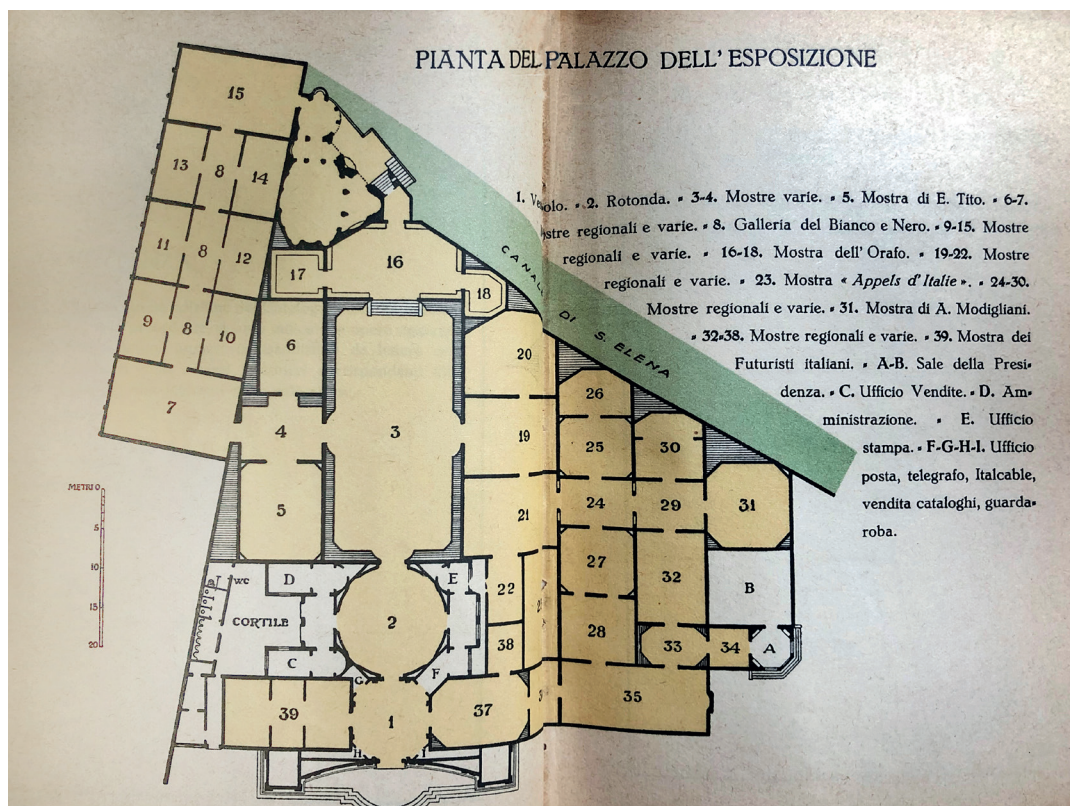 PIANTA DEL PALAZZO DELL' ESPOSIZIONE
1. olo. ▪ 2. Rotonda. ▪ 3-4. Mostre varie. ▪ 5. Mostra di E. Tito. ▪ 6-7.
stre regionali e varie. ▪ 8. Galleria del Bianco e Nero. ▪ 9-15. Mostre
regionali e varie. ▪ 16-18. Mostra dell' Orafo. ▪ 19-22. Mostre
regionali e varie. ▪ 23. Mostra « Appels d'Italie ». ▪ 24-30.
Mostre regionali e varie. ▪ 31. Mostra di A. Modigliani.
▪ 32-38. Mostre regionali e varie. ▪ 39. Mostra dei
Futuristi italiani. ▪ A-B. Sale della Presi-
denza. ▪ C. Ufficio Vendite. ▪ D. Am-
ministrazione. ▪ E. Ufficio
stampa. ▪ F-G-H-I. Ufficio
posta, telegrafo, Italcable,
vendita cataloghi, guarda-
roba.
CANALE DI S. ELENA
15
13
8
14
11
8
12
9
8
10
7
17
16
18
6
4
3
5
20
19
21
26
25
30
24
29
31
27
32
B
28
33
34
A
22
38
35
37
wc
D
E
CORTILE
2
C
F
G
39
1
H
I
METRI 0
5
10
15
20